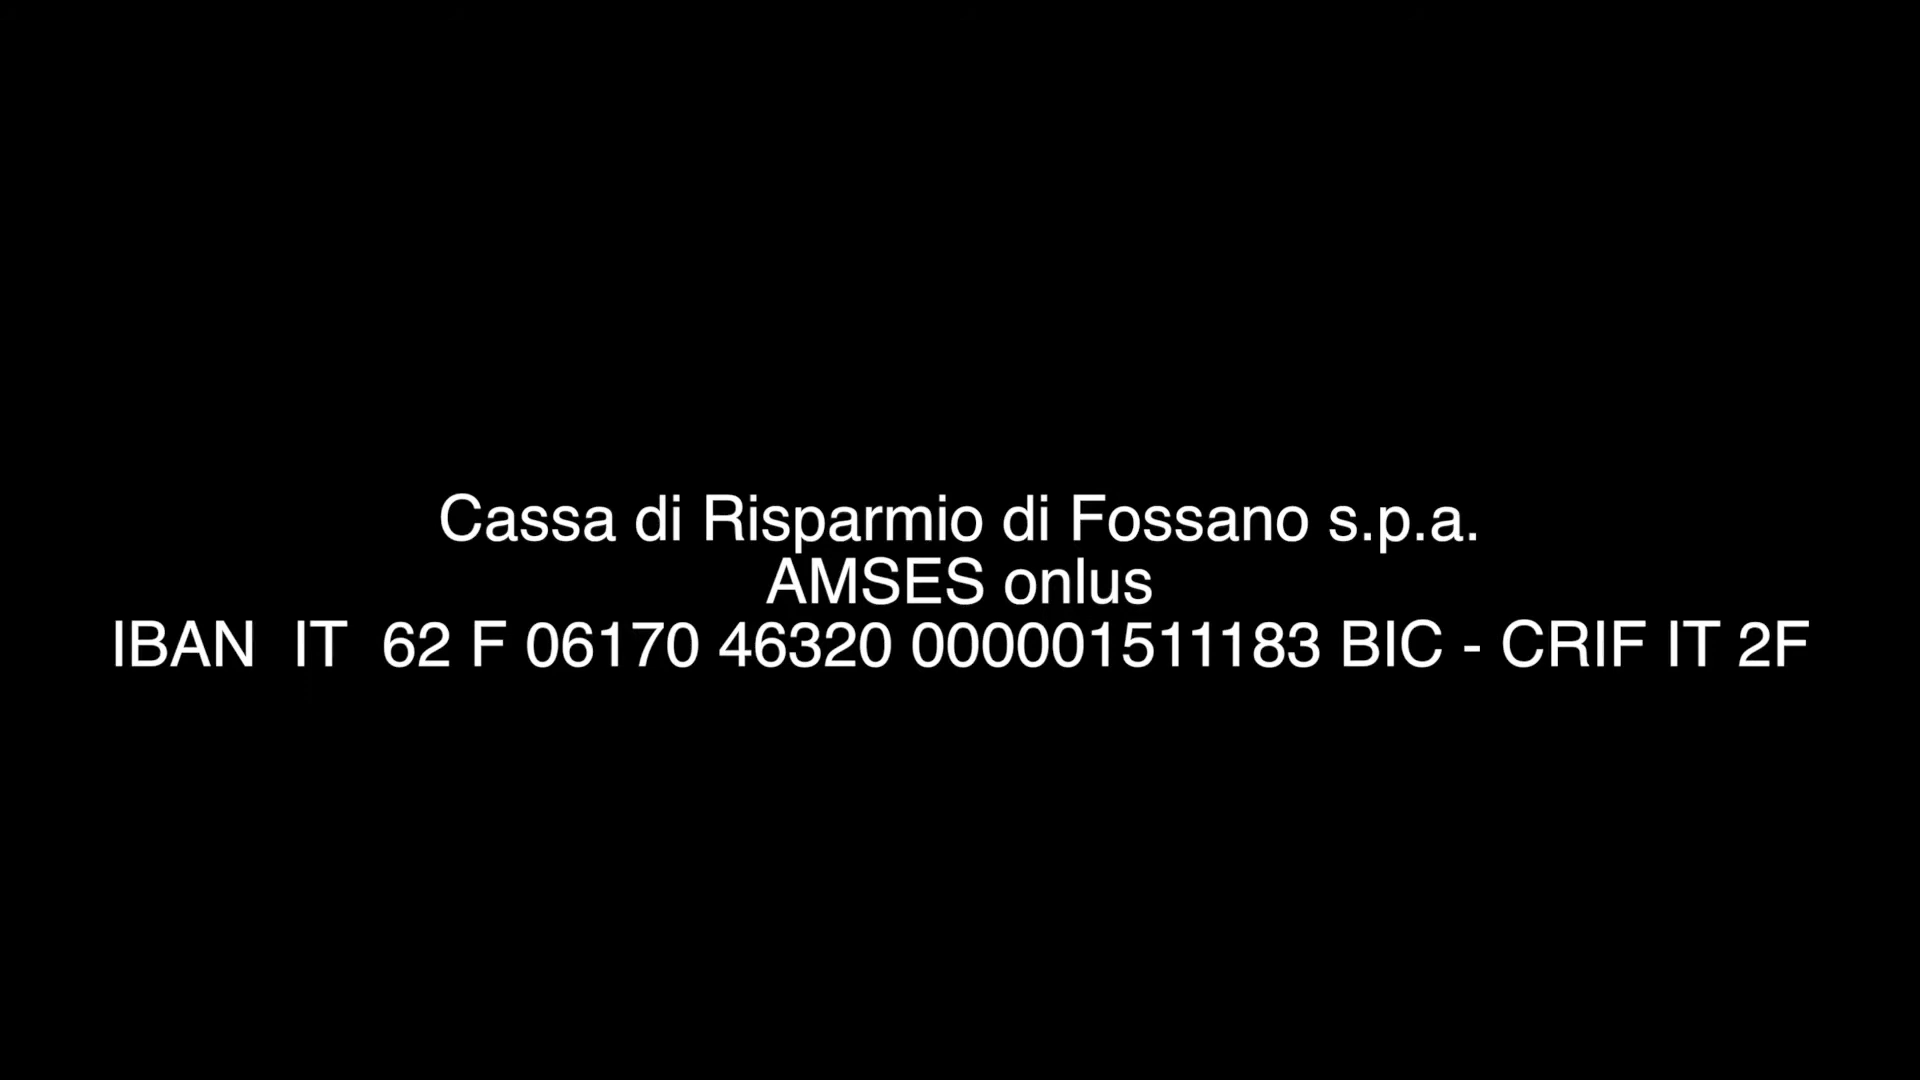 Cassa di Risparmio di Fossano s.p.a.
AMSES onlus
IBAN  IT  62 F 06170 46320 000001511183 BIC - CRIF IT 2F